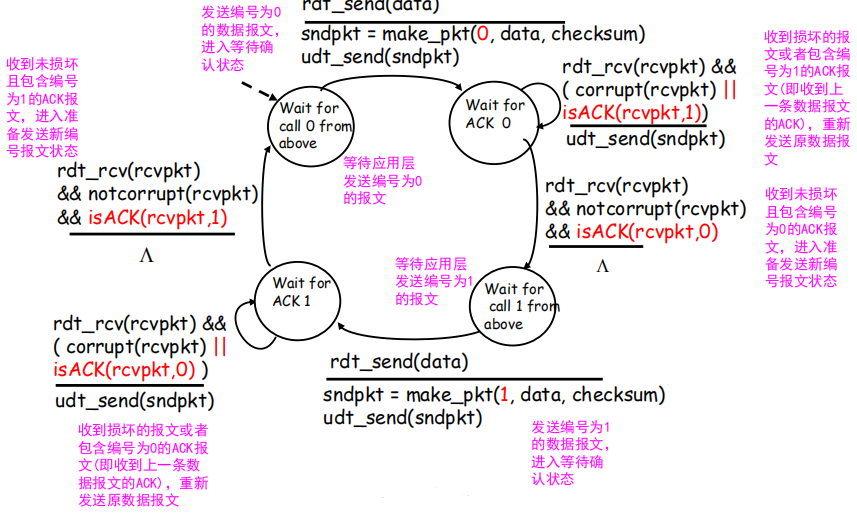 发送编号为0
的数据报文，
进入等待确
认状态
rdt_send(data)
sndpkt = make_pkt(0, data, checksum)
udt_send(sndpkt)
收到未损坏
且包含编号
为1的ACK报
文，进入准
备发送新编
号报文状态
Wait for
call 0 from
above
Wait for
ACK 0
rdt_rcv(rcvpkt) &&
( corrupt(rcvpkt) ||
isACK(rcvpkt,1))
udt_send(sndpkt)
收到损坏的报
文或者包含编
号为1的ACK报
文(即收到上
一条数据报文
的ACK)，重新
发送原数据报
文
等待应用层
发送编号为0
的报文
rdt_rcv(rcvpkt)
&& notcorrupt(rcvpkt)
&& isACK(rcvpkt,1)
Λ
rdt_rcv(rcvpkt)
&& notcorrupt(rcvpkt)
&& isACK(rcvpkt,0)
Λ
收到未损坏
且包含编号
为0的ACK报
文，进入准
备发送新编
号报文状态
等待应用层
发送编号为1
的报文
Wait for
ACK 1
Wait for
call 1 from
above
rdt_rcv(rcvpkt) &&
( corrupt(rcvpkt) ||
isACK(rcvpkt,0) )
udt_send(sndpkt)
rdt_send(data)
sndpkt = make_pkt(1, data, checksum)
udt_send(sndpkt)
收到损坏的报文或者
包含编号为0的ACK报
文(即收到上一条数
据报文的ACK)，重新
发送原数据报文
发送编号为1
的数据报文，
进入等待确
认状态